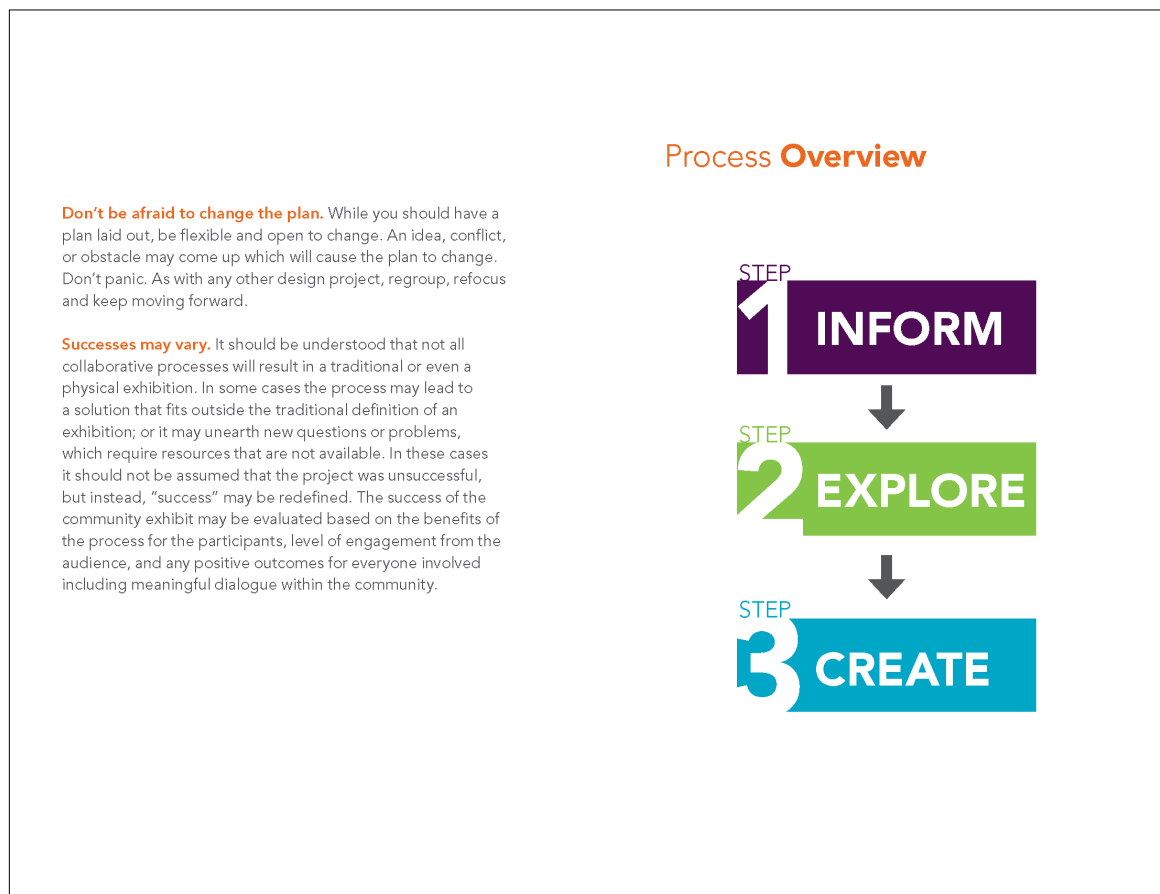 Don’t be afraid to change the plan. While you should have a
plan laid out, be flexible and open to change. An idea, conflict,
or obstacle may come up which will cause the plan to change.
Don’t panic. As with any other design project, regroup, refocus
and keep moving forward.
Successes may vary. It should be understood that not all
collaborative processes will result in a traditional or even a
physical exhibition. In some cases the process may lead to
a solution that fits outside the traditional definition of an
exhibition; or it may unearth new questions or problems,
which require resources that are not available. In these cases
it should not be assumed that the project was unsuccessful,
but instead, “success” may be redefined. The success of the
community exhibit may be evaluated based on the benefits of
the process for the participants, level of engagement from the
audience, and any positive outcomes for everyone involved
including meaningful dialogue within the community.
Process Overview
STEP
1 INFORM
STEP
2 EXPLORE
STEP
3 CREATE